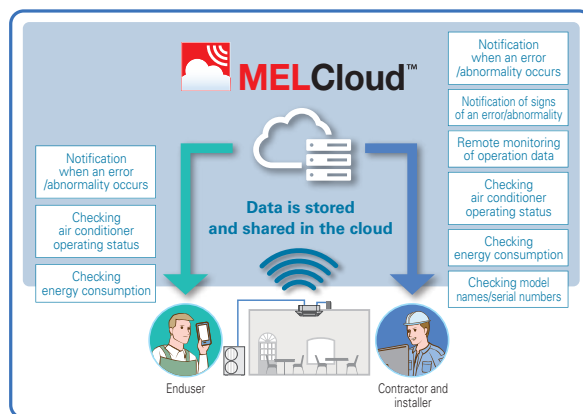 MELCloud™
Notification
when an error
/abnormality occurs
Checking
air conditioner
operating status
Checking
energy consumption
Data is stored
and shared in the cloud
Notification
when an error
/abnormality occurs
Notification of signs
of an error/abnormality
Remote monitoring
of operation data
Checking
air conditioner
operating status
Checking
energy consumption
Checking model
names/serial numbers
Enduser
Contractor and
installer